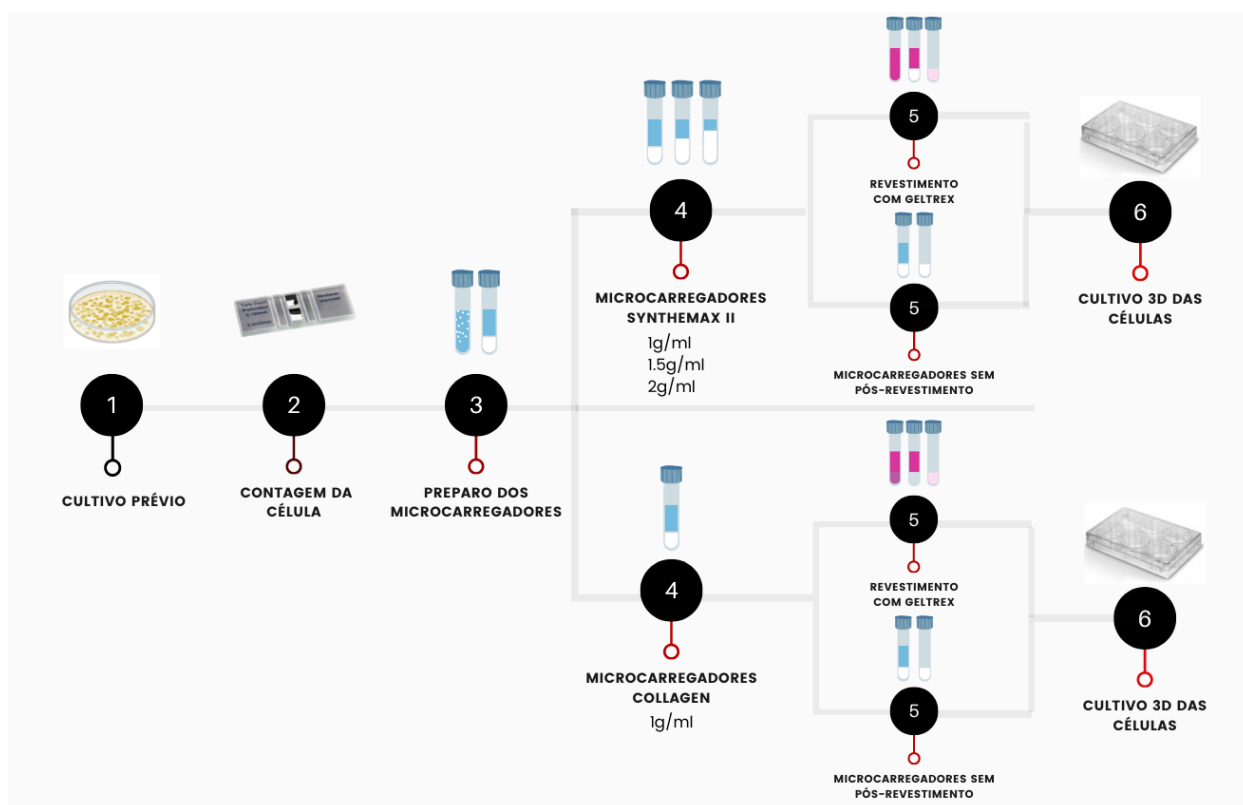 1
CULTIVO PRÉVIO
2
CONTAGEM DA
CÉLULA
3
PREPARO DOS
MICROCARREGADORES
4
MICROCARREGADORES
SYNTHEMAX II
1g/ml
1.5g/ml
2g/ml
5
REVESTIMENTO
COM GELTREX
5
MICROCARREGADORES SEM
PÓS-REVESTIMENTO
6
CULTIVO 3D DAS
CÉLULAS
4
MICROCARREGADORES
COLLAGEN
1g/ml
5
REVESTIMENTO
COM GELTREX
5
MICROCARREGADORES SEM
PÓS-REVESTIMENTO
6
CULTIVO 3D DAS
CÉLULAS